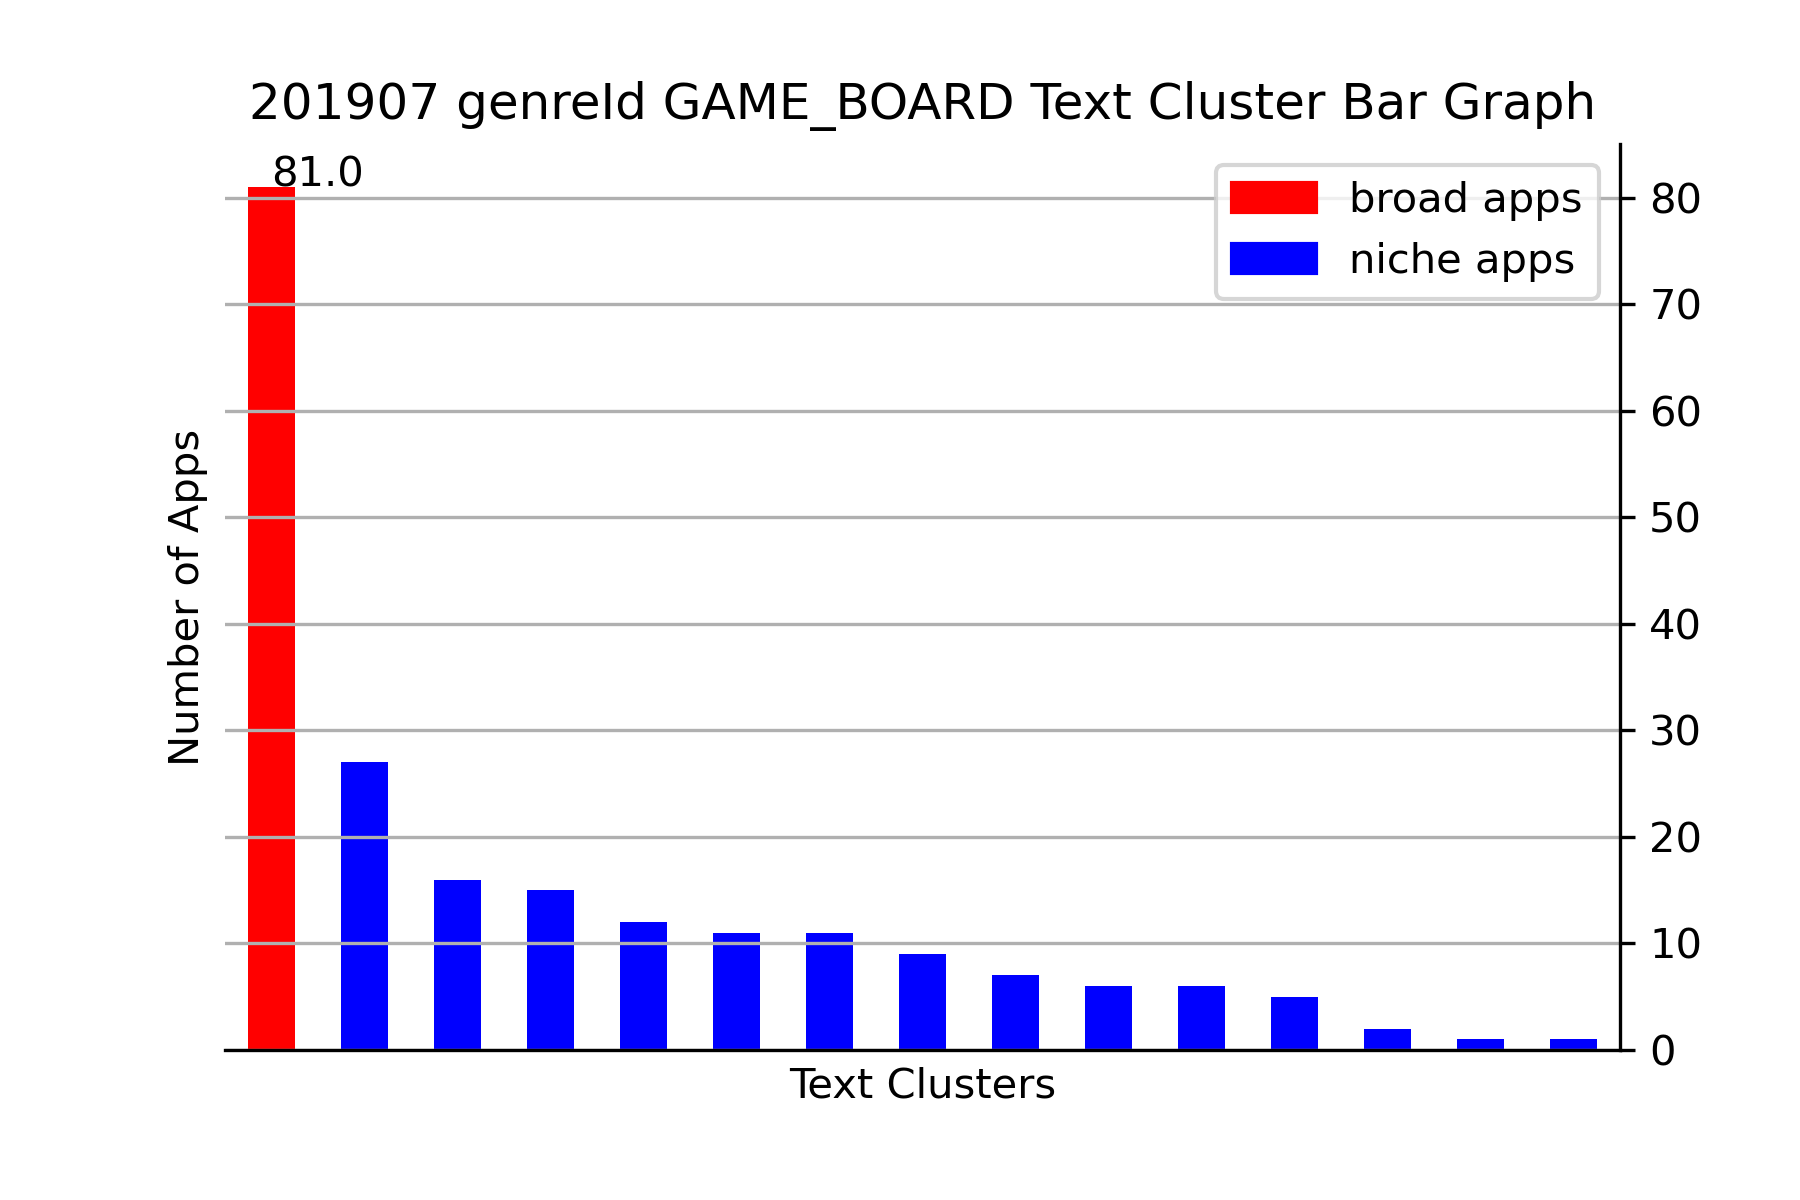 201907 genreId GAME_BOARD Text Cluster Bar Graph
81.0
broad apps
niche apps
80
70
60
50
40
30
20
10
0
Number of Apps
Text Clusters